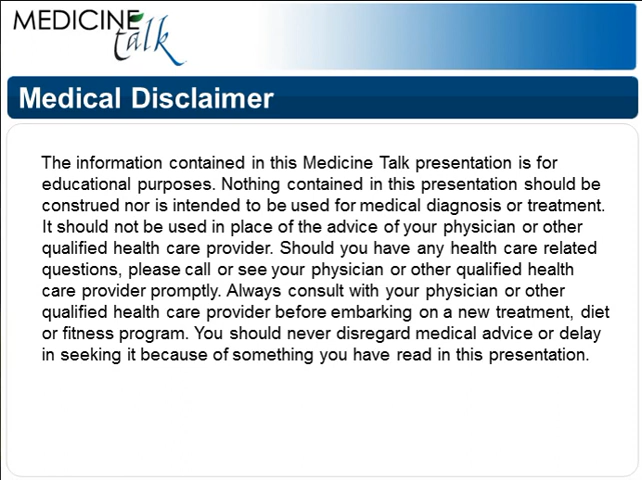 MEDICINE
talk
Medical Disclaimer
The information contained in this Medicine Talk presentation is for
educational purposes. Nothing contained in this presentation should be
construed nor is intended to be used for medical diagnosis or treatment.
It should not be used in place of the advice of your physician or other
qualified health care provider. Should you have any health care related
questions, please call or see your physician or other qualified health
care provider promptly. Always consult with your physician or other
qualified health care provider before embarking on a new treatment, diet
or fitness program. You should never disregard medical advice or delay
in seeking it because of something you have read in this presentation.